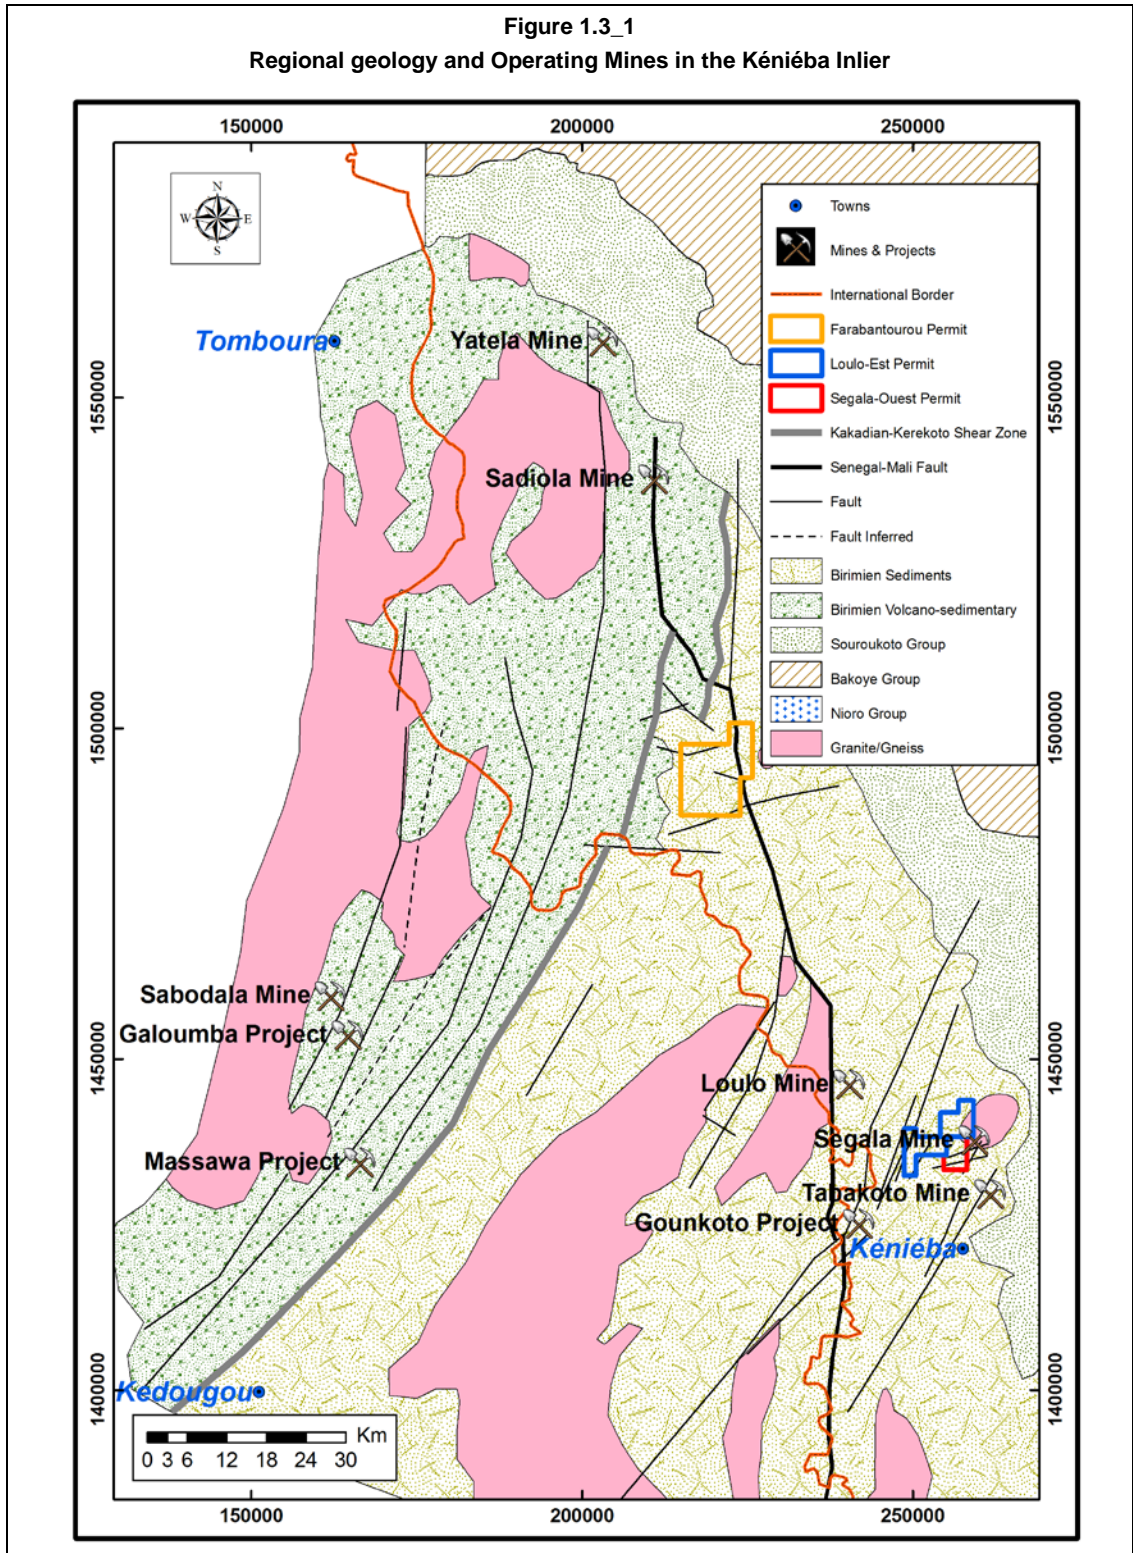 Figure 1.3_1
Regional geology and Operating Mines in the Kéniéba Inlier
150000 200000 250000
N
W E
S
Towns
Mines & Projects
International Border
Farabantourou Permit
Loulo-Est Permit
Segala-Ouest Permit
Kakadian-Kerekoto Shear Zone
Senegal-Mali Fault
Fault
Fault Inferred
Birimien Sediments
Birimien Volcano-sedimentary
Souroukoto Group
Bakoye Group
Nioro Group
Granite/Gneiss
Tomboura
Yatela Mine
1550000 1550000
Sadiola Mine
1500000 1500000
Sabodala Mine
Galoumba Project
1450000 1450000
Loulo Mine
Segala Mine
Massawa Project
Tabakoto Mine
Gounkoto Project
Kéniéba
1400000 1400000
Kedougou
Km
0 3 6 12 18 24 30
150000 200000 250000